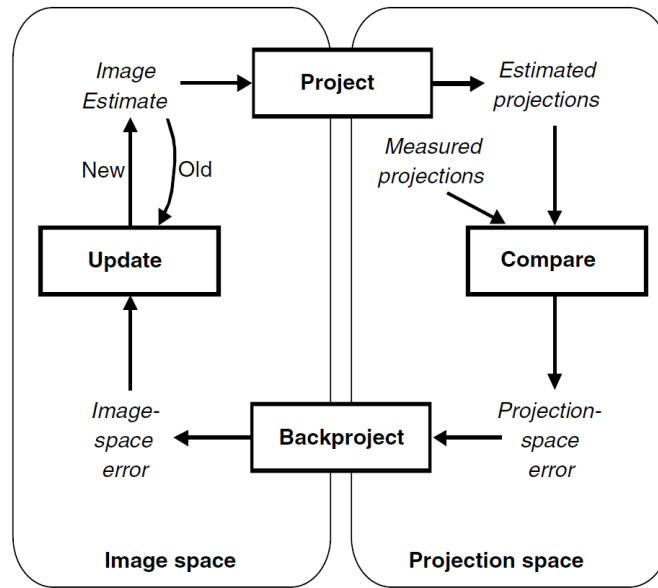 Image
Estimate
Project
Estimated
projections
New
Old
Measured
projections
Update
Compare
Image-
space
error
Backproject
Projection-
space
error
Image space
Projection space